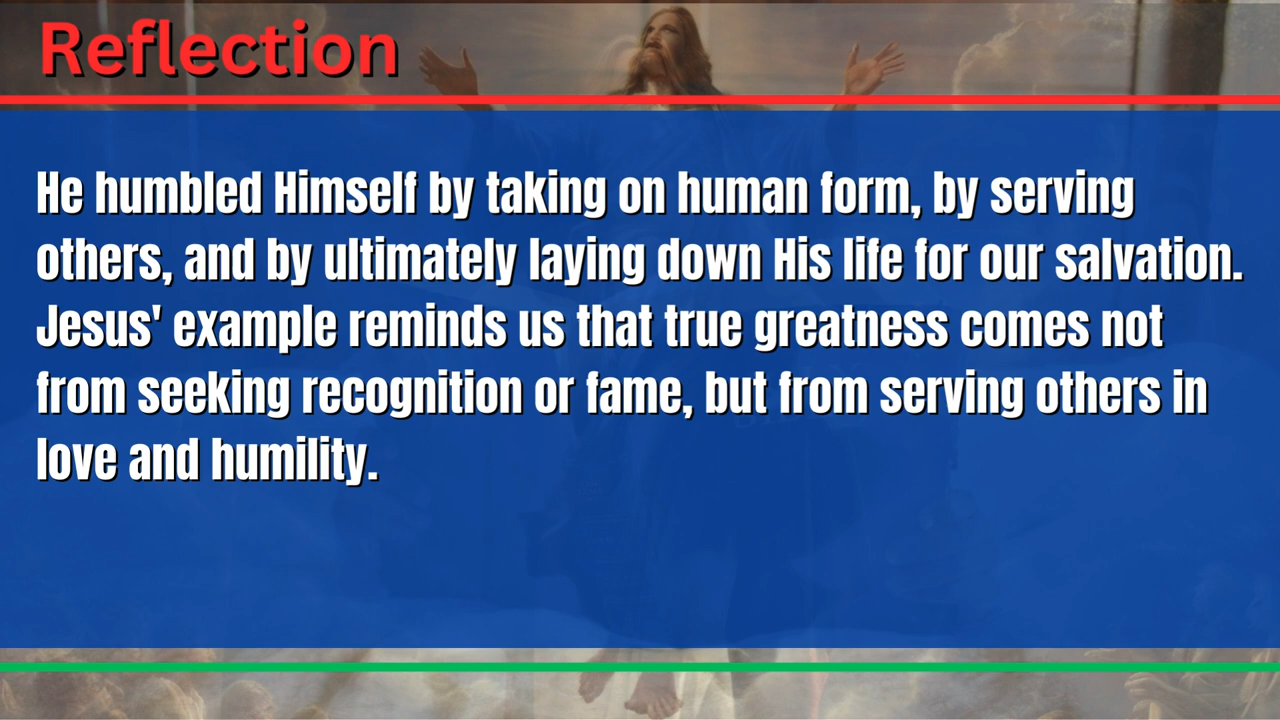 Reflection
He humbled Himself by taking on human form, by serving
others, and by ultimately laying down His life for our salvation.
Jesus' example reminds us that true greatness comes not
from seeking recognition or fame, but from serving others in
love and humility.